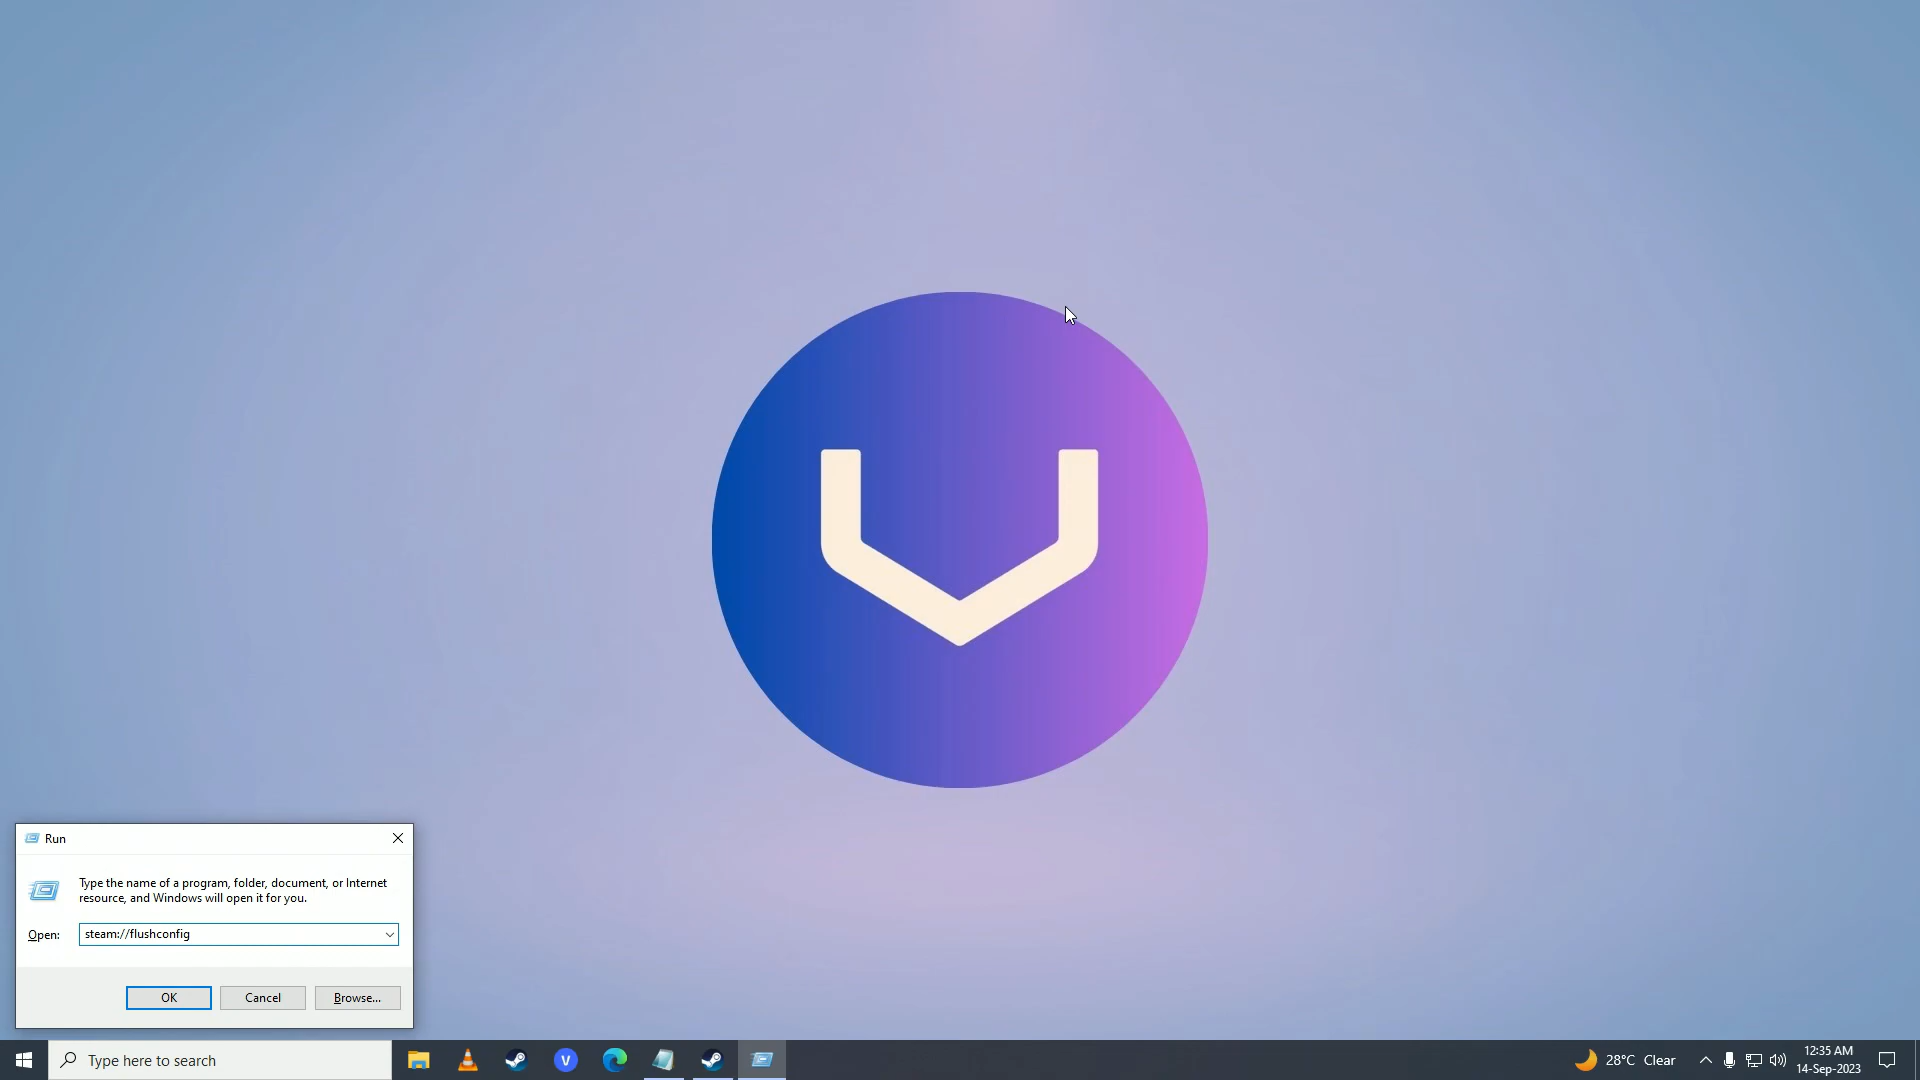 Run
Type the name of a program, folder, document, or Internet
resource, and Windows will open it for you.
Open: steam://flushconfig
OK Cancel Browse...
Type here to search
V
28°C Clear
12:35 AM
14-Sep-2023